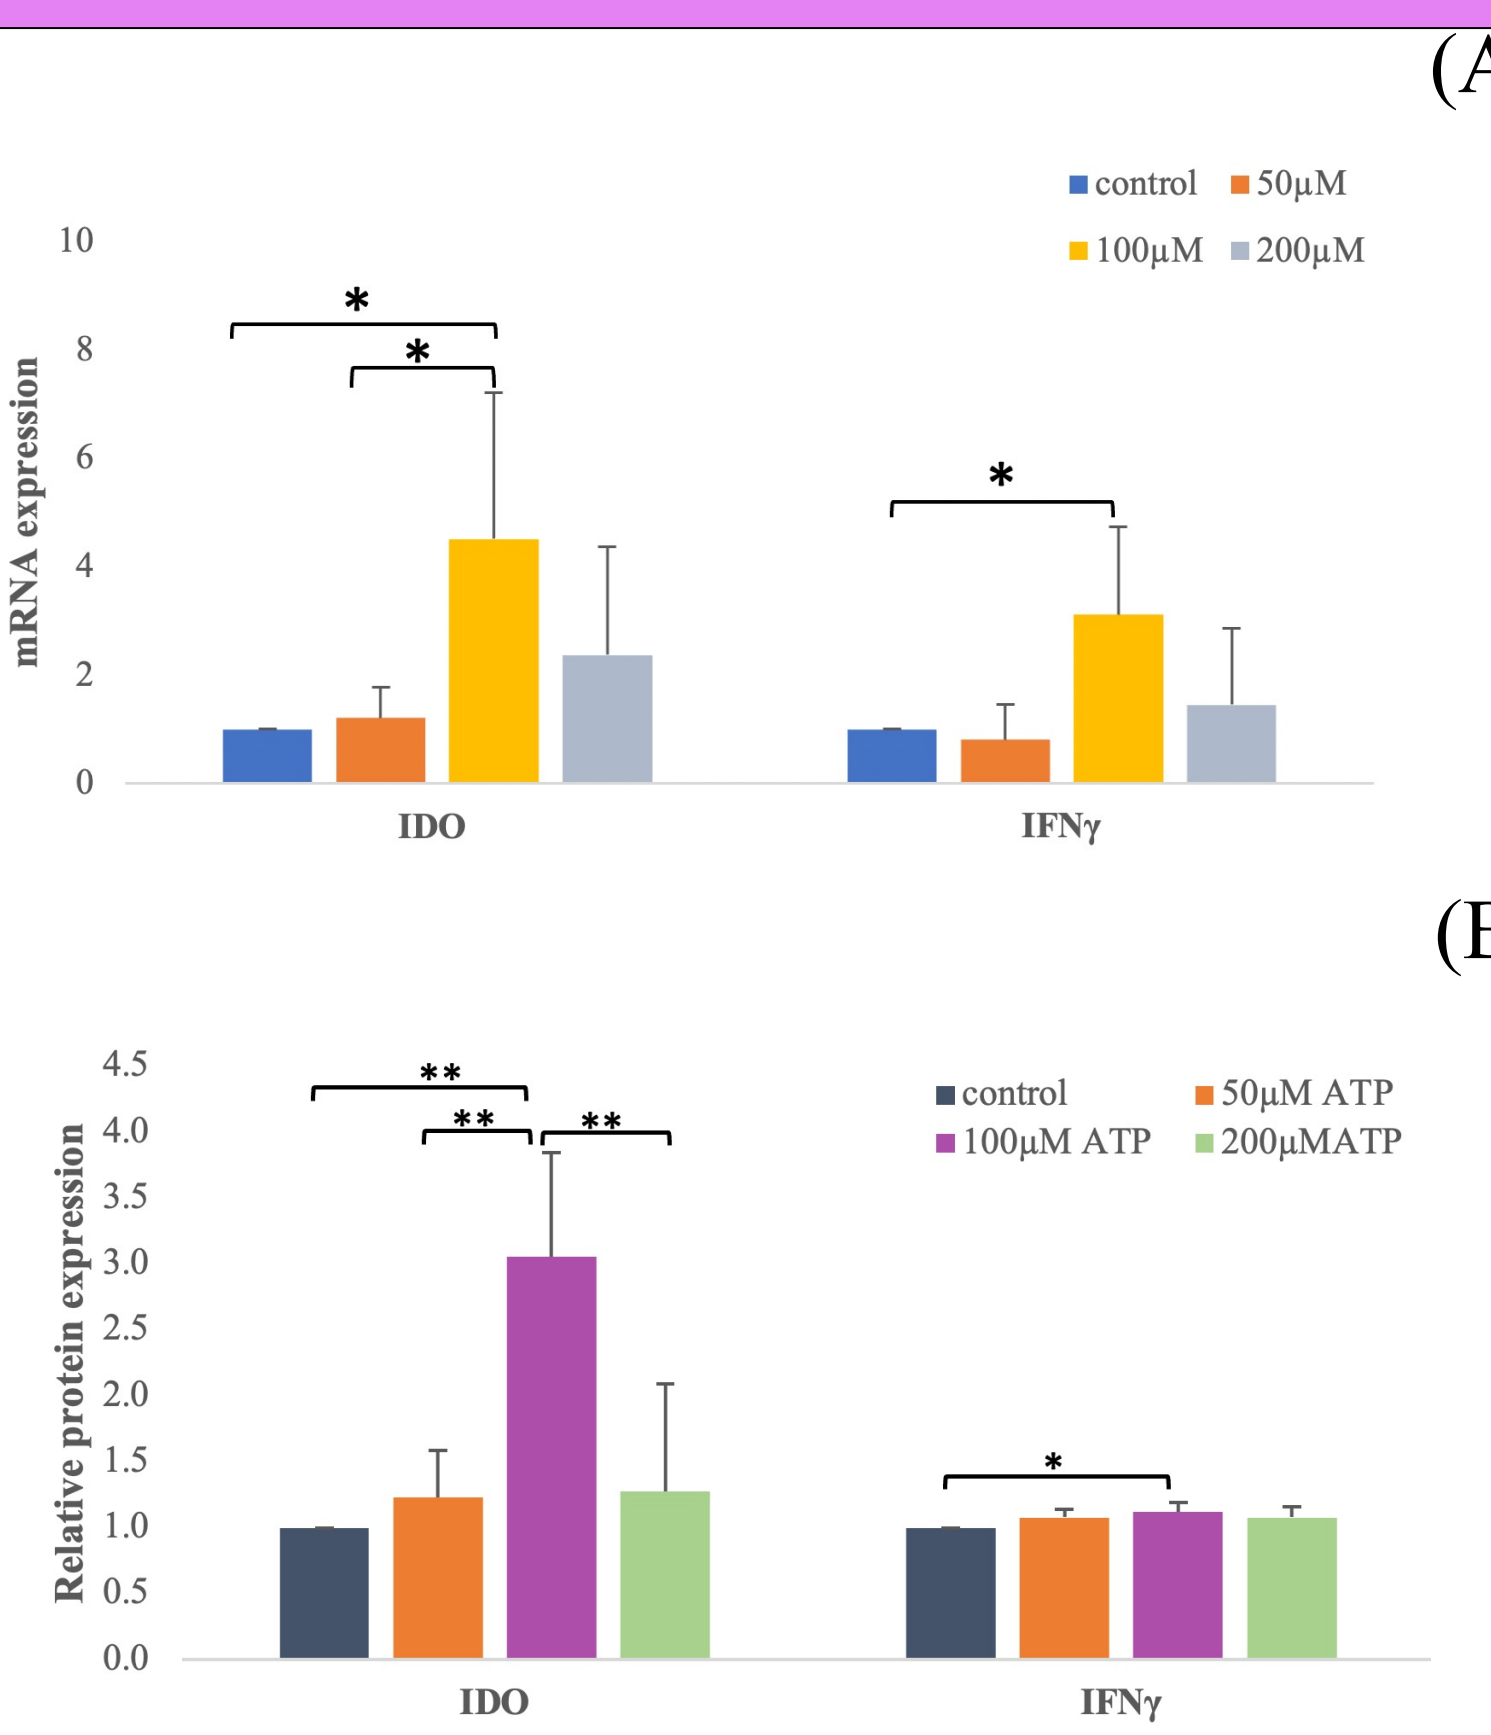 (A
control 50µM
100µM 200µM
10
8
6
4
2
0
mRNA expression
*
*
*
IDO IFNγ
(B
control 50µM ATP
100µM ATP 200µMATP
4.5
4.0
3.5
3.0
2.5
2.0
1.5
1.0
0.5
0.0
Relative protein expression
**
** **
*
IDO IFNγ